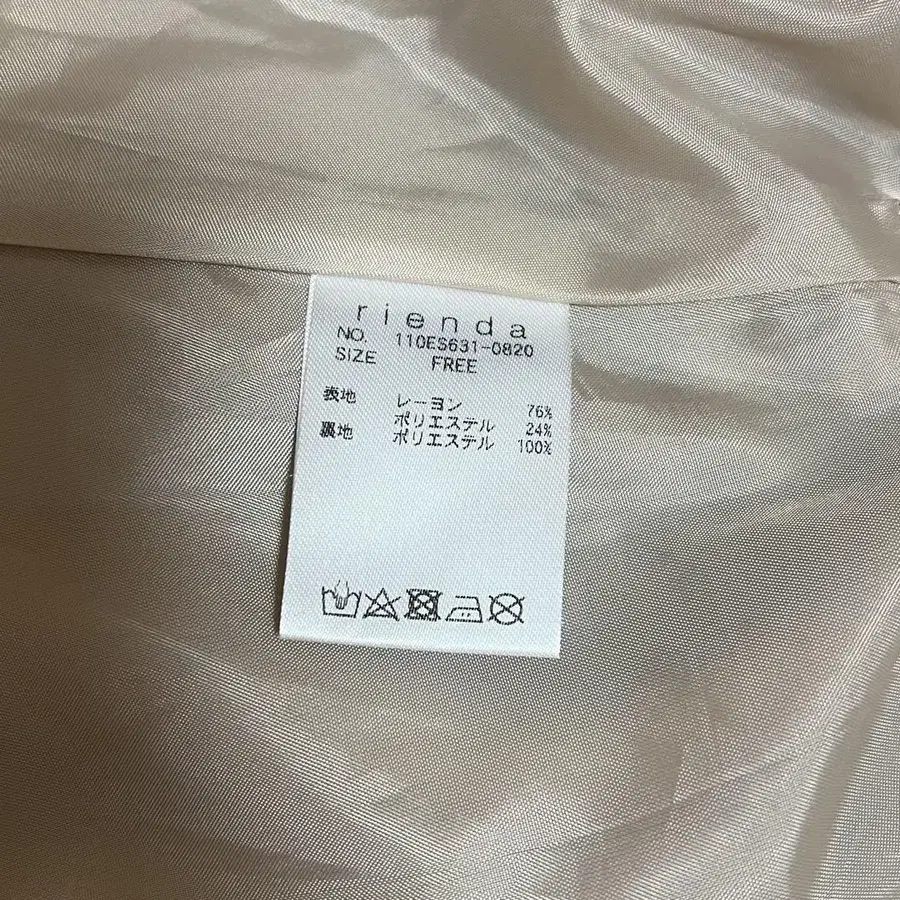 rienda
NO. 110ES631-0820
SIZE FREE
表地 レーヨン 76%
ポリエステル 24%
裏地 ポリエステル 100%